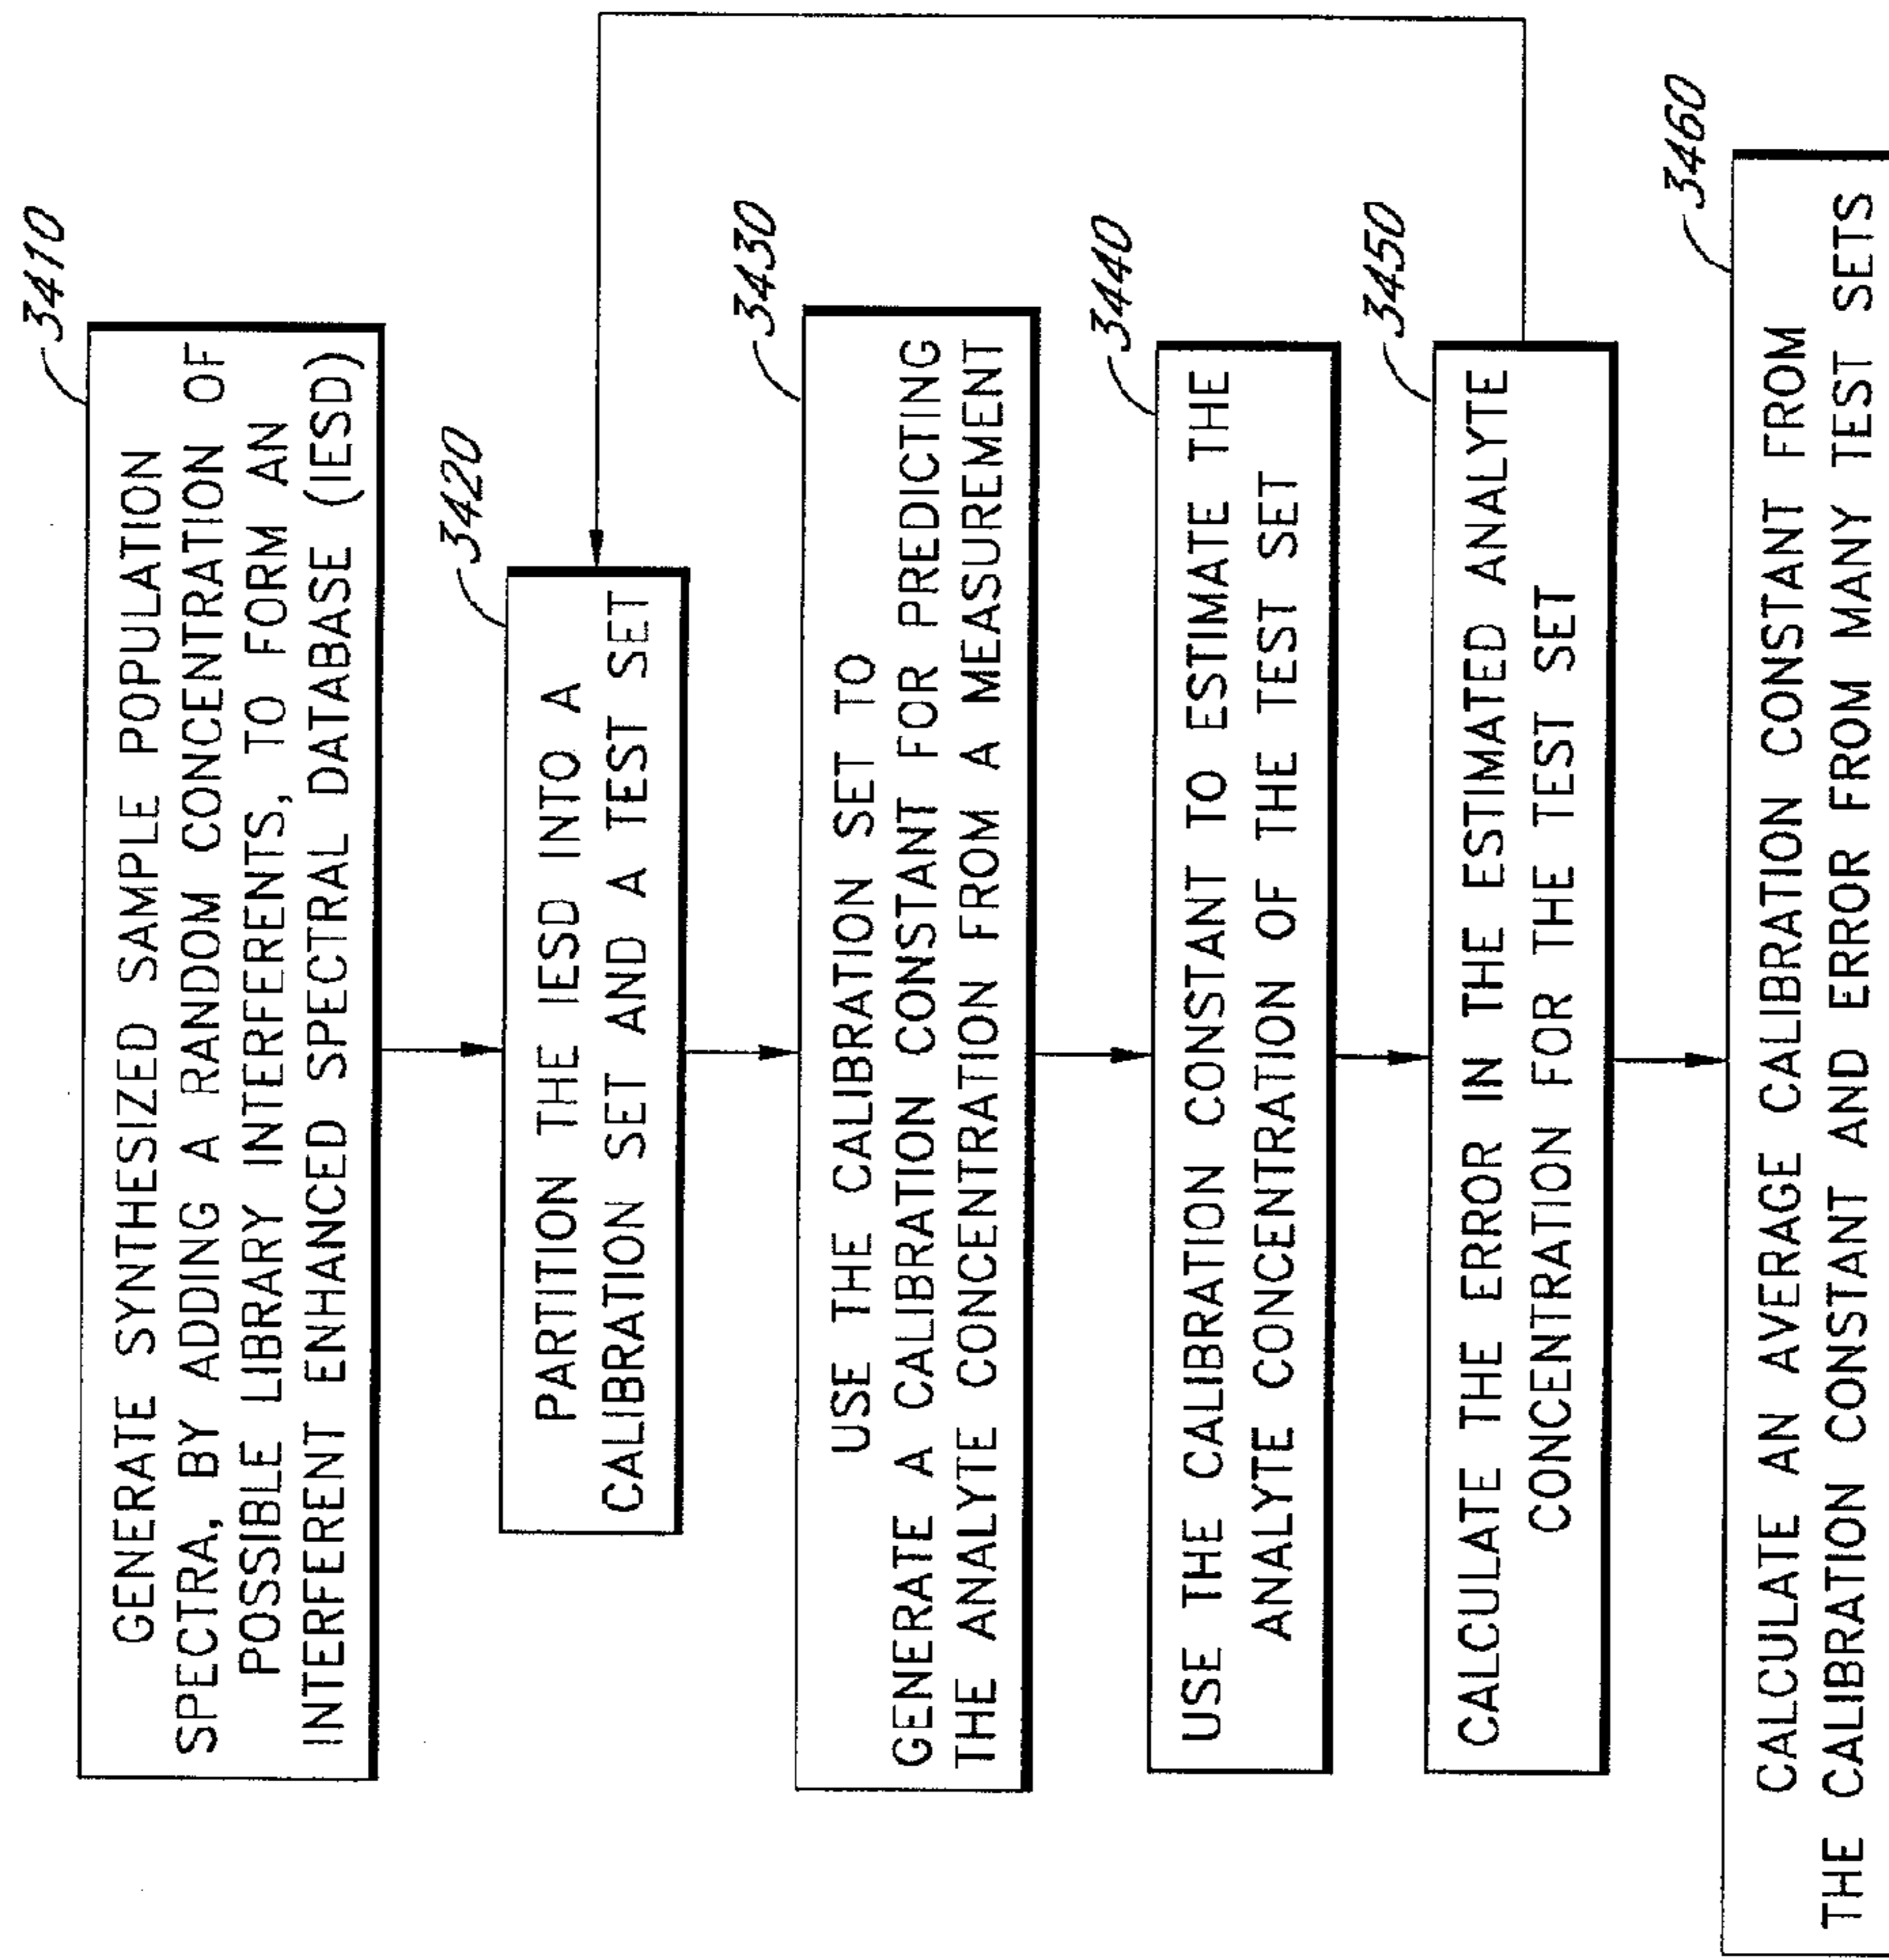 3410
GENERATE SYNTHESIZED SAMPLE POPULATION
SPECTRA, BY ADDING A RANDOM CONCENTRATION OF
POSSIBLE LIBRARY INTERFERENTS, TO FORM AN
INTERFERENT ENHANCED SPECTRAL DATABASE (IESD)
3420
PARTITION THE IESD INTO A
CALIBRATION SET AND A TEST SET
3430
USE THE CALIBRATION SET TO
GENERATE A CALIBRATION CONSTANT FOR PREDICTING
THE ANALYTE CONCENTRATION FROM A MEASUREMENT
3440
USE THE CALIBRATION CONSTANT TO ESTIMATE THE
ANALYTE CONCENTRATION OF THE TEST SET
3450
CALCULATE THE ERROR IN THE ESTIMATED ANALYTE
CONCENTRATION FOR THE TEST SET
3460
CALCULATE AN AVERAGE CALIBRATION CONSTANT FROM
THE CALIBRATION CONSTANT AND ERROR FROM MANY TEST SETS